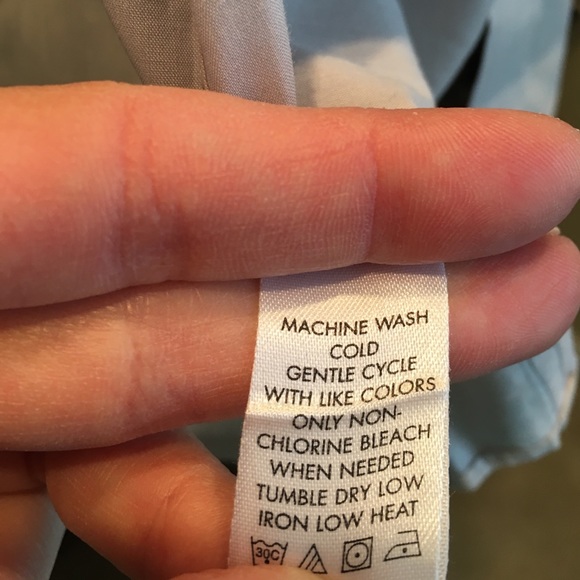 MACHINE WASH
COLD
GENTLE CYCLE
WITH LIKE COLORS
ONLY NON-
CHLORINE BLEACH
WHEN NEEDED
TUMBLE DRY LOW
IRON LOW HEAT
30C